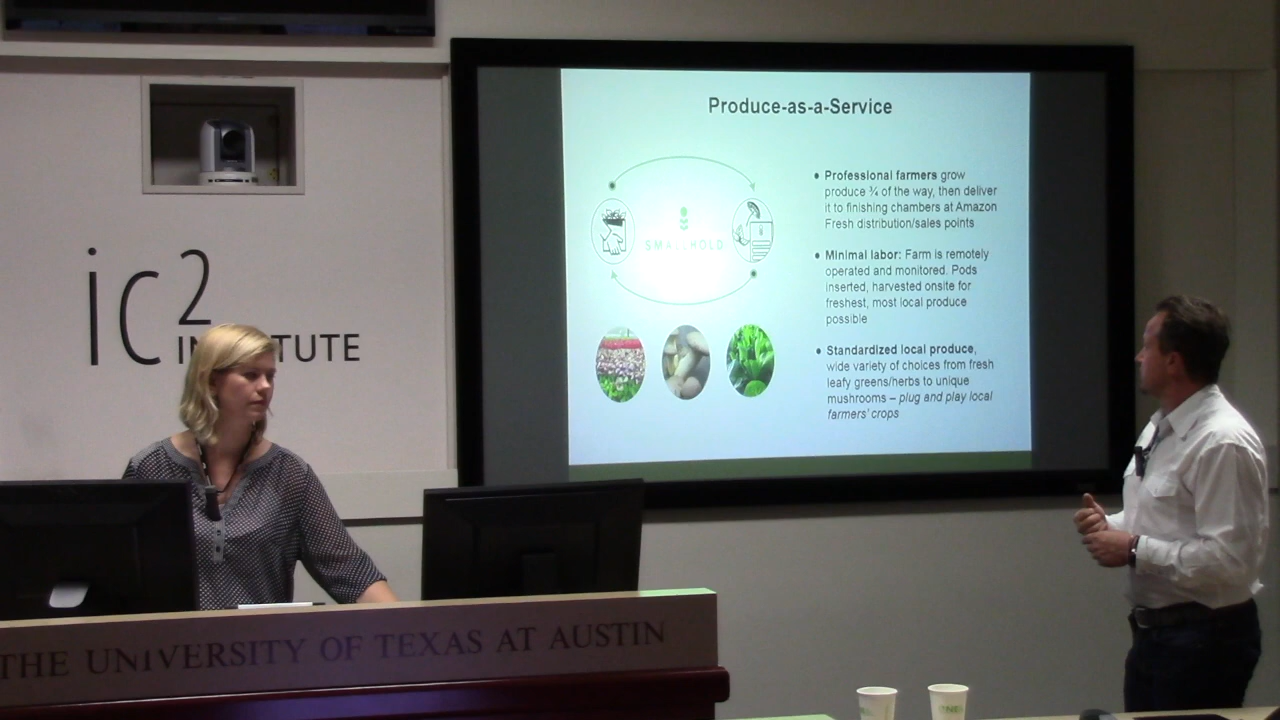 Produce-as-a-Service
• Professional farmers grow
produce ¾ of the way, then deliver
it to finishing chambers at Amazon
Fresh distribution/sales points
SMALLHOLD
• Minimal labor: Farm is remotely
operated and monitored. Pods
inserted, harvested onsite for
freshest, most local produce
possible
• Standardized local produce,
wide variety of choices from fresh
leafy greens/herbs to unique
mushrooms – plug and play local
farmers' crops
ic2
INSTITUTE
THE UNIVERSITY OF TEXAS AT AUSTIN